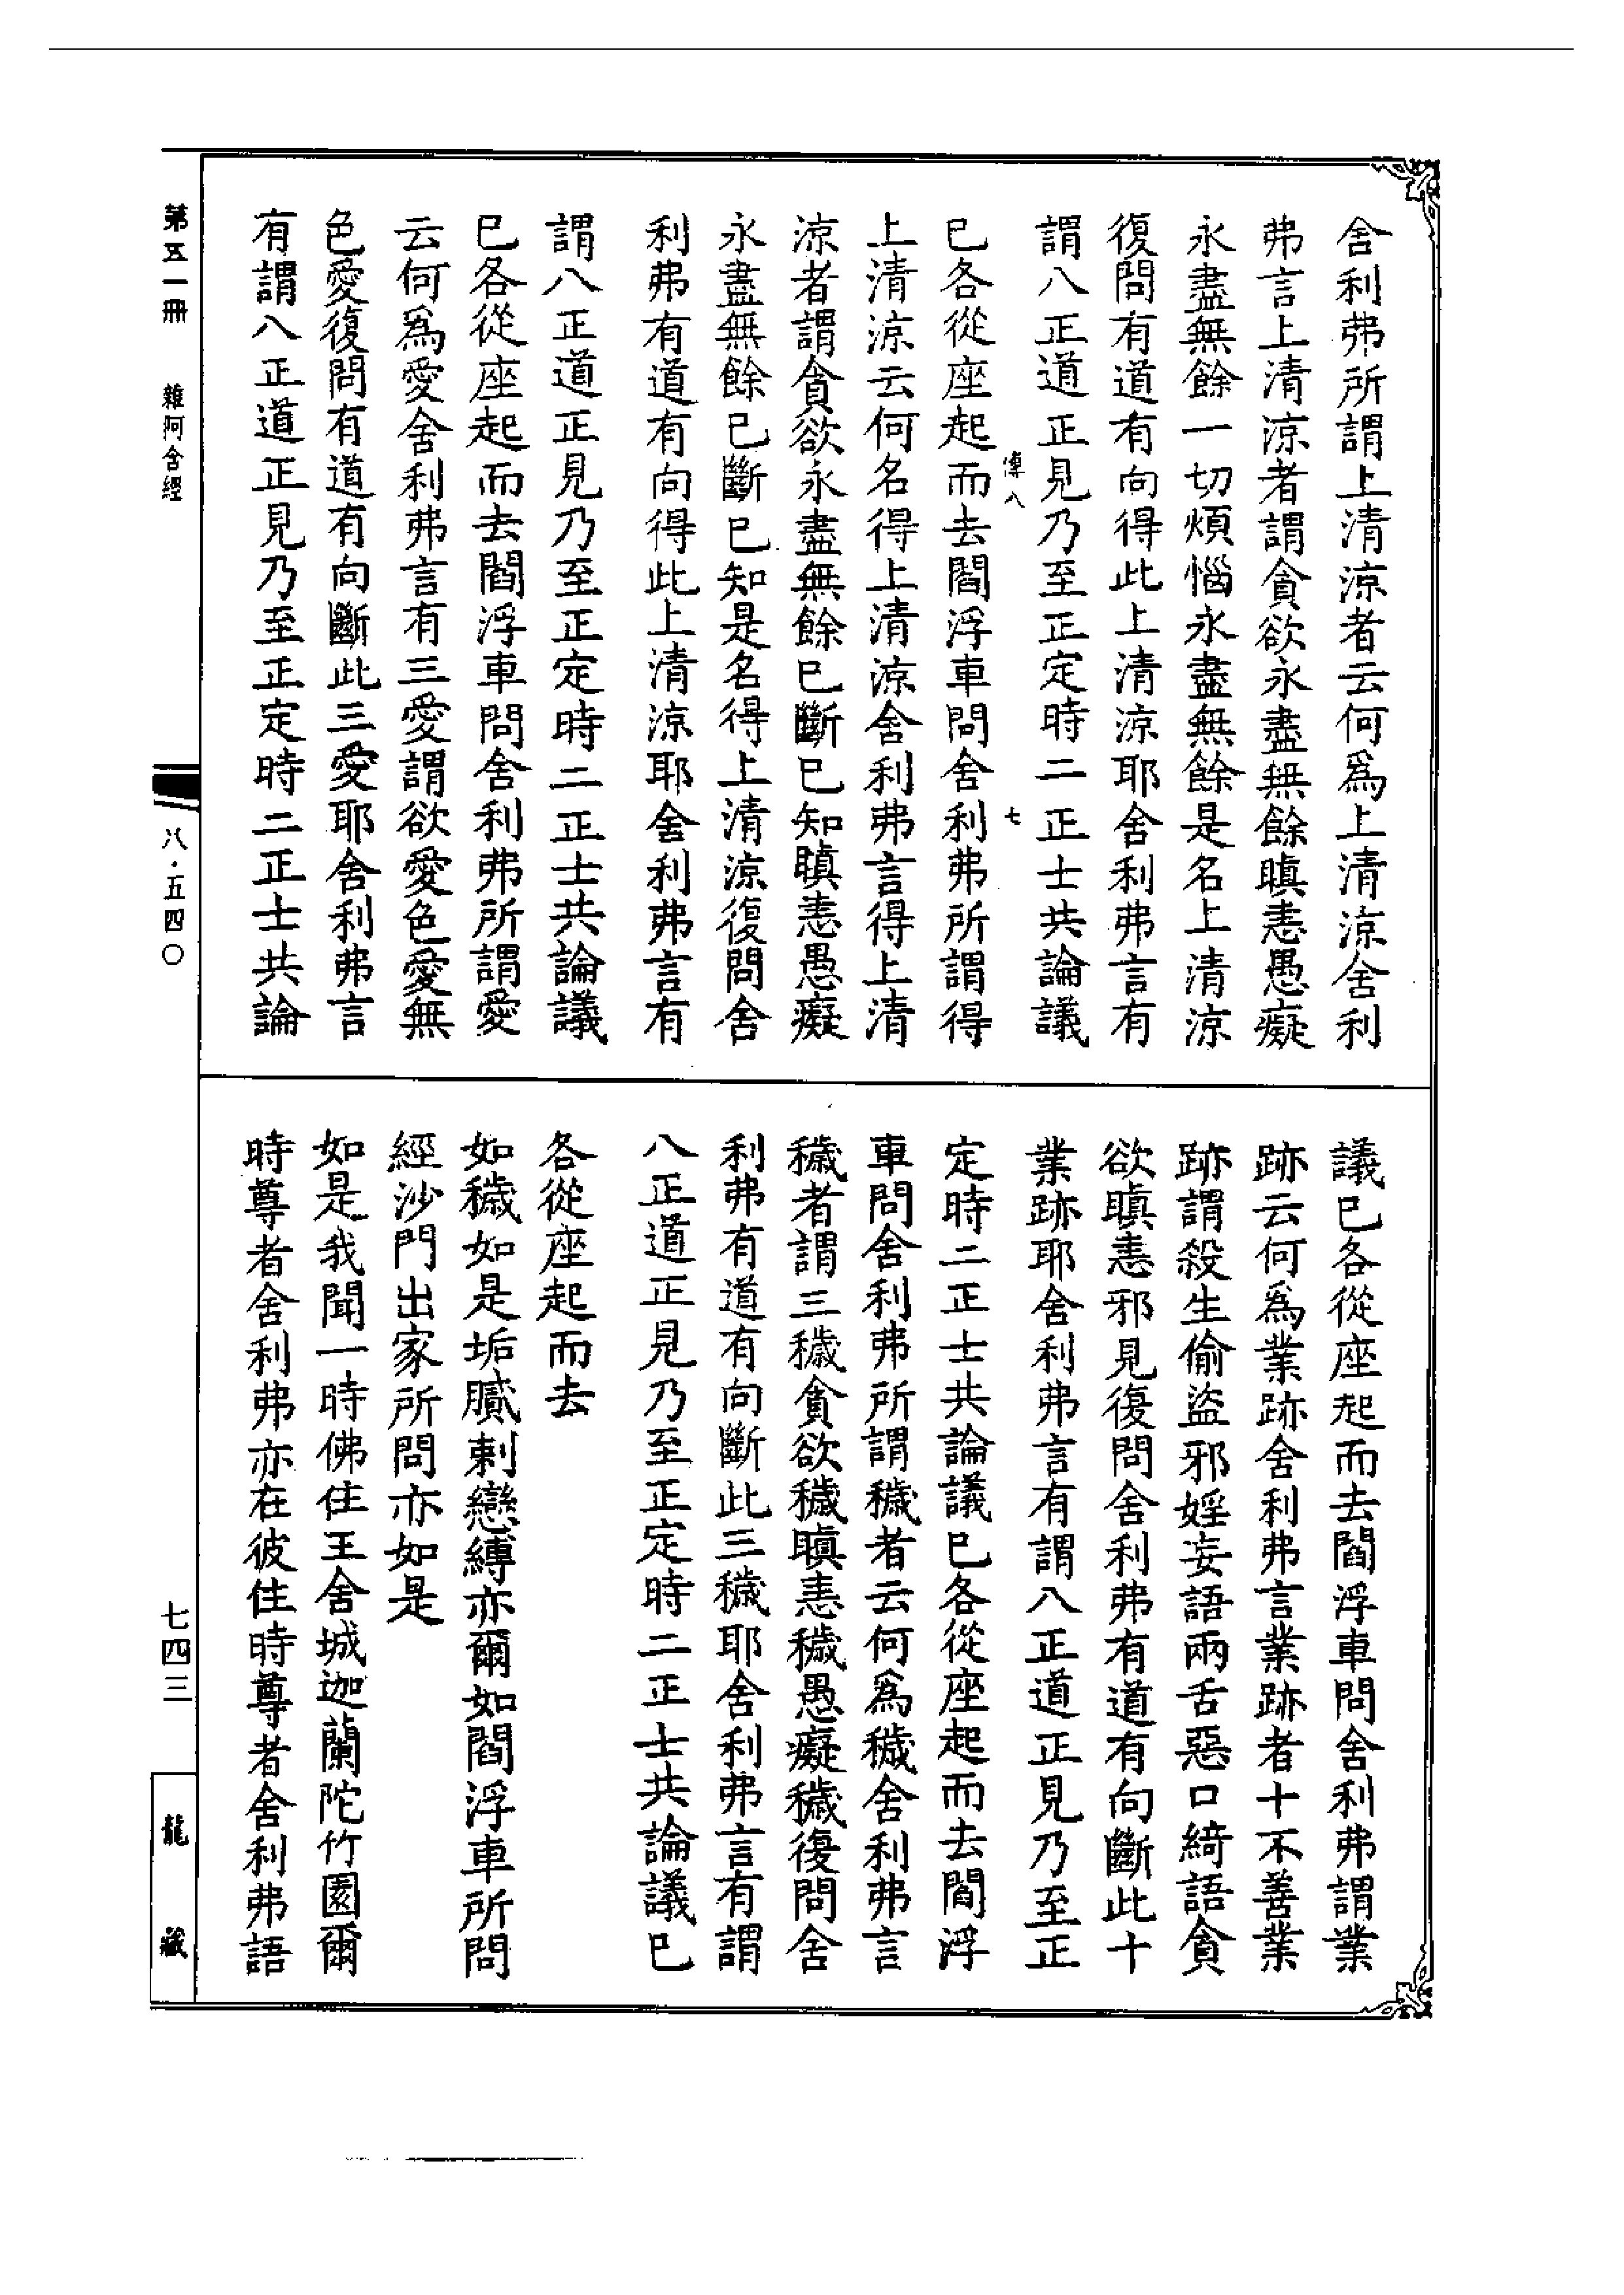 舍利弗所謂上清涼者云何爲上清涼舍利
弗言上清涼者謂貪欲永盡無餘瞋恚愚癡
永盡無餘一切煩惱永盡無餘是名上清涼
復問有道有向得此上清涼耶舍利弗言有
謂八正道正見乃至正定時二正士共論議
傳八 七
已各從座起而去閻浮車問舍利弗所謂得
上清涼云何名得上清涼舍利弗言得上清
涼者謂貪欲永盡無餘已斷已知瞋恚愚癡
永盡無餘已斷已知是名得上清涼復問舍
利弗有道有向得此上清涼耶舍利弗言有
謂八正道正見乃至正定時二正士共論議
已各從座起而去閻浮車問舍利弗所謂愛
云何爲愛舍利弗言有三愛謂欲愛色愛無
色愛復問有道有向斷此三愛耶舍利弗言
有謂八正道正見乃至正定時二正士共論
議已各從座起而去閻浮車問舍利弗謂業
跡云何爲業跡舍利弗言業跡者十不善業
跡謂殺生偷盜邪婬妄語兩舌惡口綺語貪
欲瞋恚邪見復問舍利弗有道有向斷此十
業跡耶舍利弗言有謂八正道正見乃至正
定時二正士共論議已各從座起而去閻浮
車問舍利弗所謂穢者云何爲穢舍利弗言
穢者謂三穢貪欲穢瞋恚穢愚癡穢復問舍
利弗有道有向斷此三穢耶舍利弗言有謂
八正道正見乃至正定時二正士共論議已
各從座起而去
如穢如是垢膩刺戀縛亦爾如閻浮車所問
經沙門出家所問亦如是
如是我聞一時佛住王舍城迦蘭陀竹園爾
時尊者舍利弗亦在彼住時尊者舍利弗語
第五一冊 雜阿含經
八·五四〇
七四三
龍藏